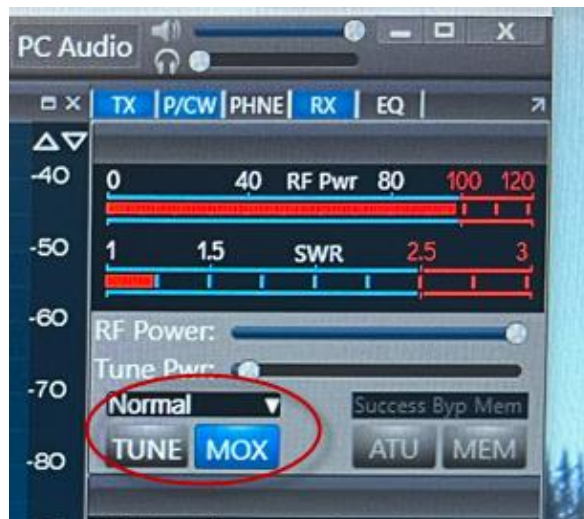 PC Audio X
TX P/CW PHNE RX EQ
-40
0 40 RF Pwr 80 100 120
-50
1 1.5 SWR 2.5 3
-60
RF Power:
Tune Pwr:
-70
Normal Success Byp Mem
TUNE MOX ATU MEM
-80